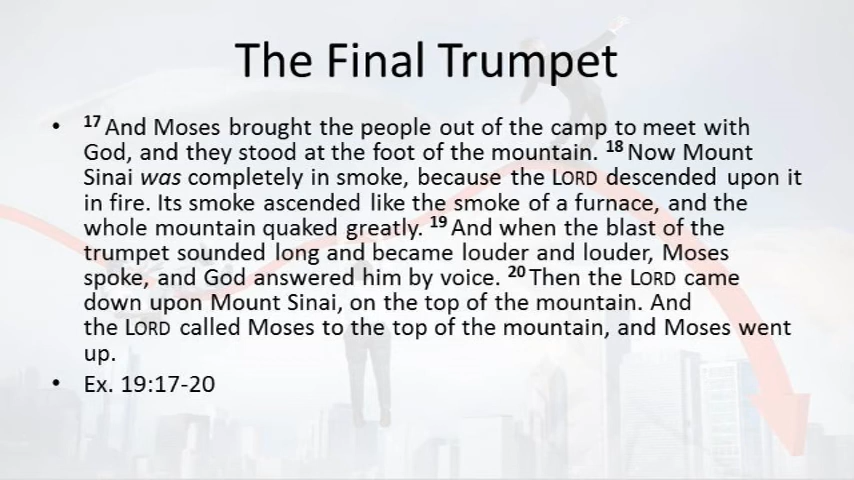 The Final Trumpet
• ¹⁷ And Moses brought the people out of the camp to meet with
God, and they stood at the foot of the mountain. ¹⁸ Now Mount
Sinai was completely in smoke, because the LORD descended upon it
in fire. Its smoke ascended like the smoke of a furnace, and the
whole mountain quaked greatly. ¹⁹ And when the blast of the
trumpet sounded long and became louder and louder, Moses
spoke, and God answered him by voice. ²⁰ Then the LORD came
down upon Mount Sinai, on the top of the mountain. And
the LORD called Moses to the top of the mountain, and Moses went
up.
• Ex. 19:17-20